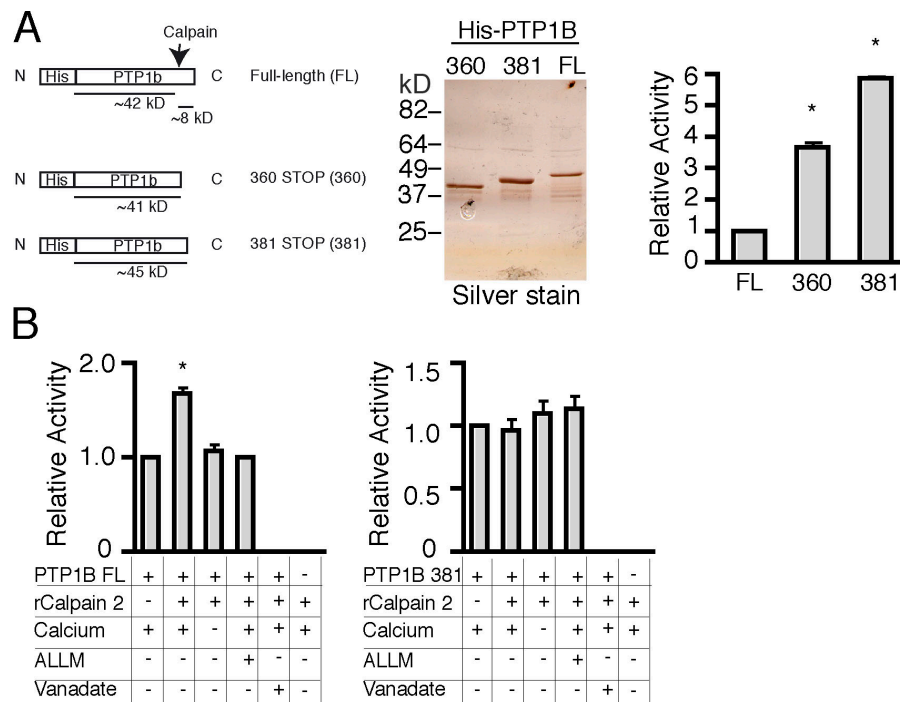 A
Calpain
N His PTP1b C Full-length (FL)
~42 kD
~8 kD
N His PTP1b C 360 STOP (360)
~41 kD
N His PTP1b C 381 STOP (381)
~45 kD
His-PTP1B
kD 360 381 FL
82
64
49
37
25
Silver stain
Relative Activity
6
5
4
3
2
1
0
* *
FL 360 381
B
Relative Activity
2.0
1.0
0
*
PTP1B FL + + + + + -
rCalpain 2 - + + + + +
Calcium + + - + + +
ALLM - - - + - -
Vanadate - - - - + -
Relative Activity
1.5
1.0
0.5
0
PTP1B 381 + + + + + -
rCalpain 2 - + + + + +
Calcium + + - + + +
ALLM - - - + - -
Vanadate - - - - + -